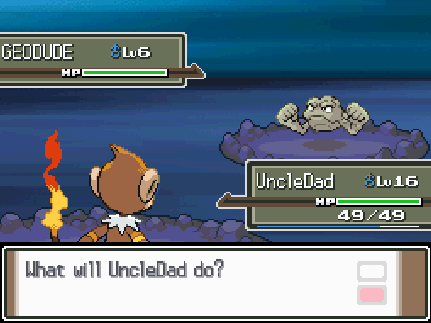 GEODUDE ♂Lv6
HP
UncleDad ♂Lv16
HP
49/49
What will UncleDad do?